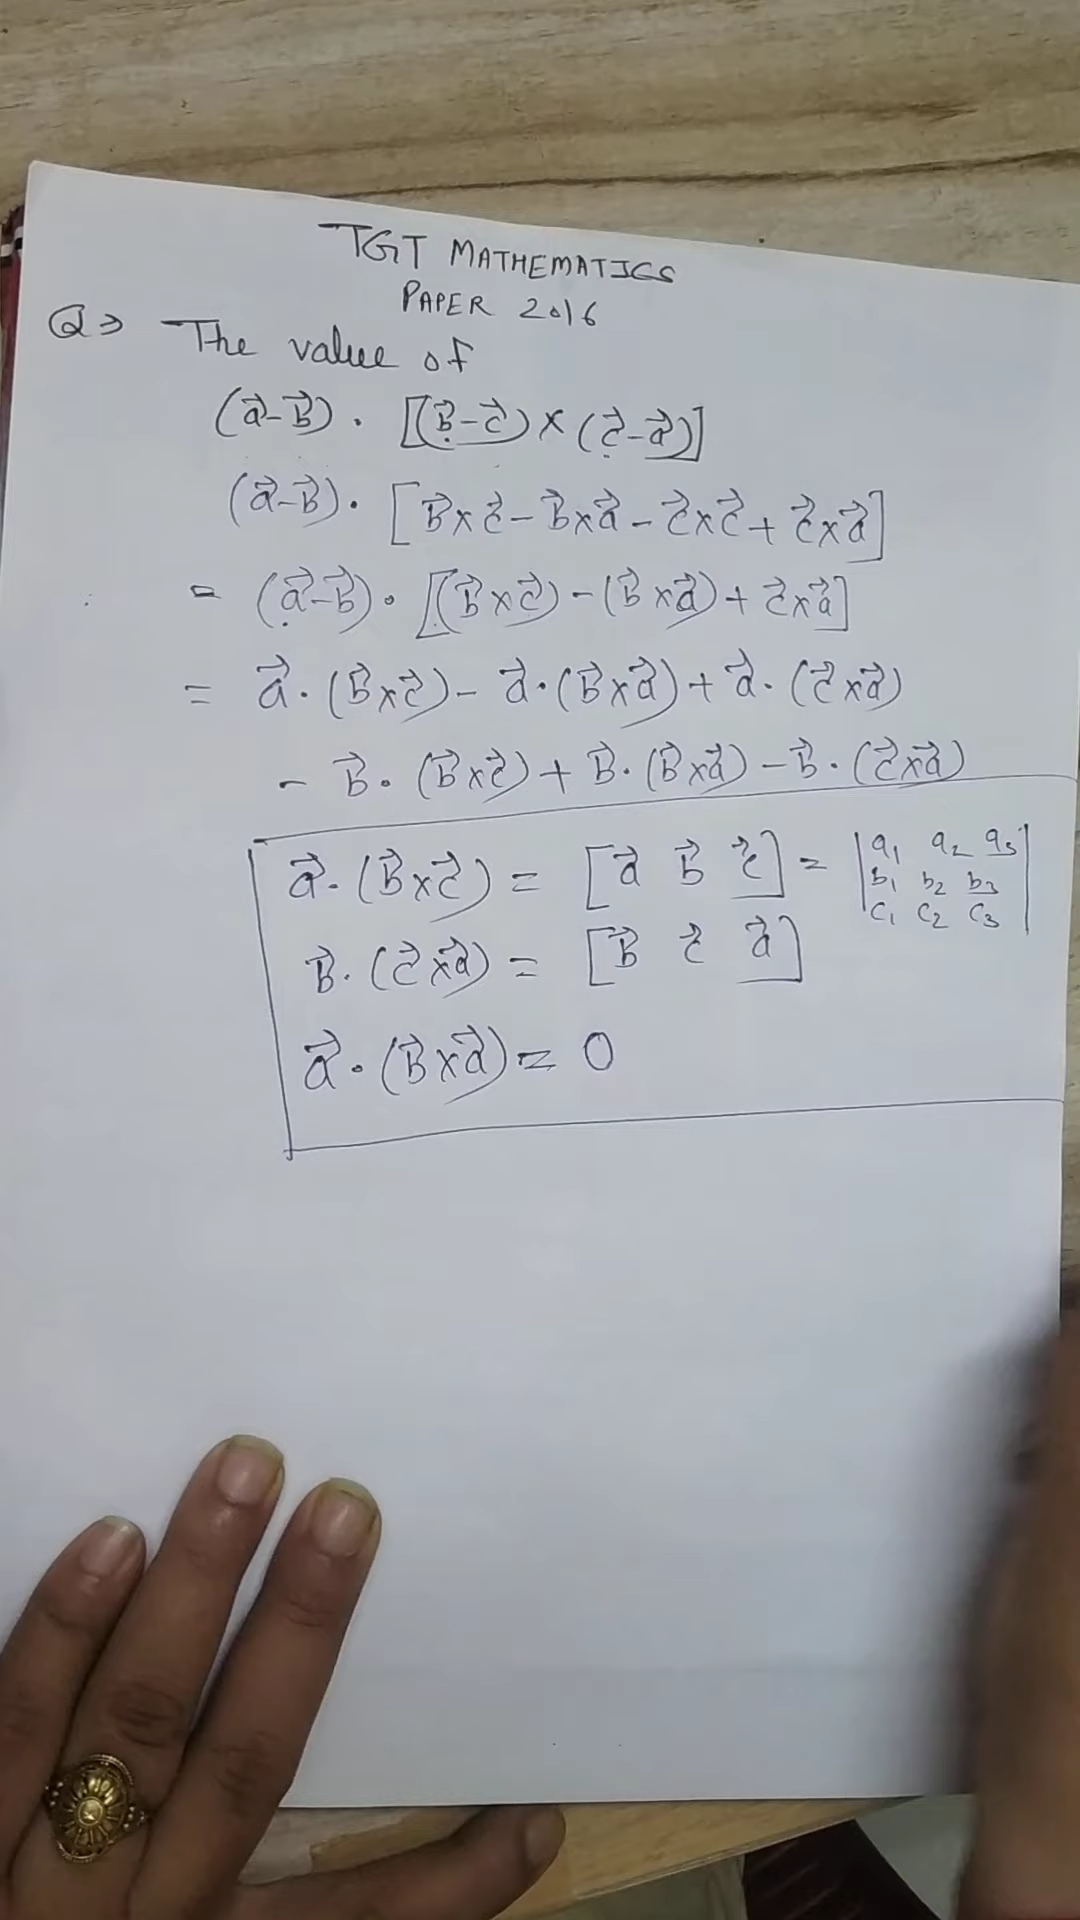 TGT MATHEMATICS
PAPER 2016
Q⇒ The value of
(a⃗-b⃗) . [(b⃗-c⃗) × (c⃗-a⃗)]
(a⃗-b⃗) . [b⃗×c⃗ - b⃗×a⃗ - c⃗×c⃗ + c⃗×a⃗]
= (a⃗-b⃗) . [(b⃗×c⃗) - (b⃗×a⃗) + c⃗×a⃗]
= a⃗ . (b⃗×c⃗) - a⃗ . (b⃗×a⃗) + a⃗ . (c⃗×a⃗)
- b⃗ . (b⃗×c⃗) + b⃗ . (b⃗×a⃗) - b⃗ . (c⃗×a⃗)
a⃗ . (b⃗×c⃗) = [a⃗ b⃗ c⃗] = |a₁ a₂ a₃
b₁ b₂ b₃
c₁ c₂ c₃|
b⃗ . (c⃗×a⃗) = [b⃗ c⃗ a⃗]
a⃗ . (b⃗×a⃗) = 0